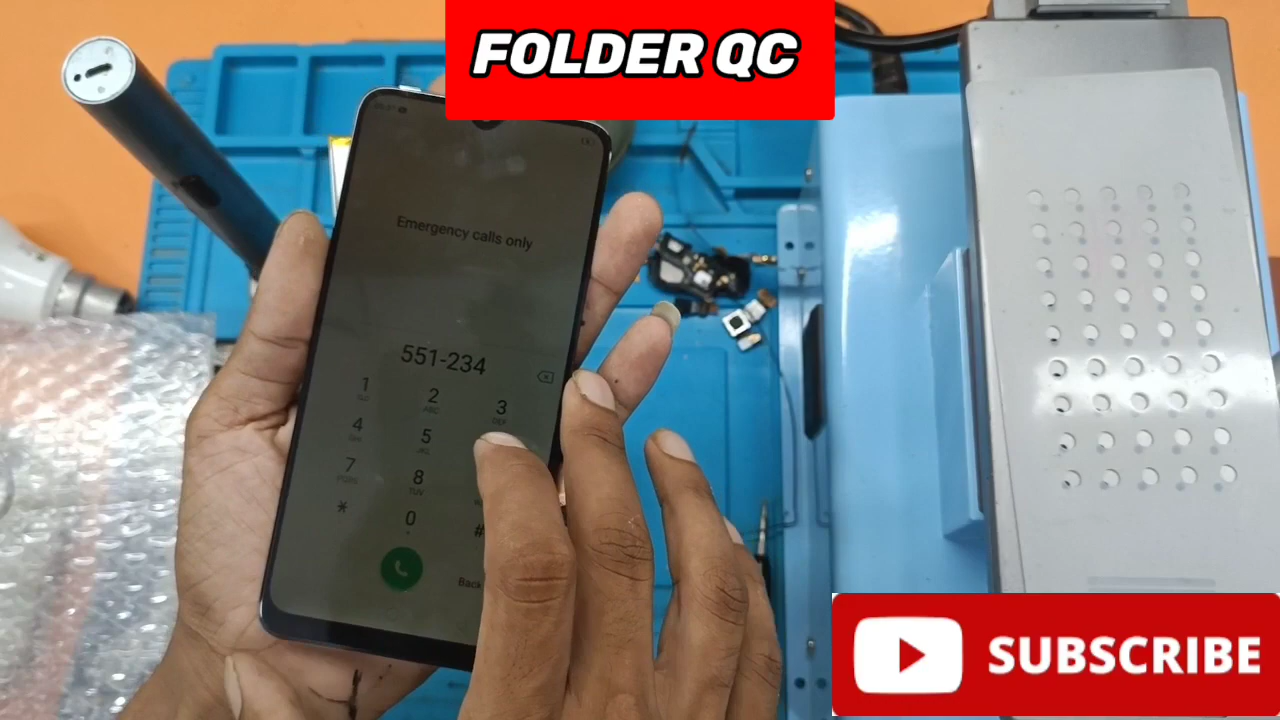 FOLDER QC
Emergency calls only
551-234
1
2
ABC
3
DEF
4
5
JKL
7
PQRS
8
TUV
*
0
#
Back
SUBSCRIBE